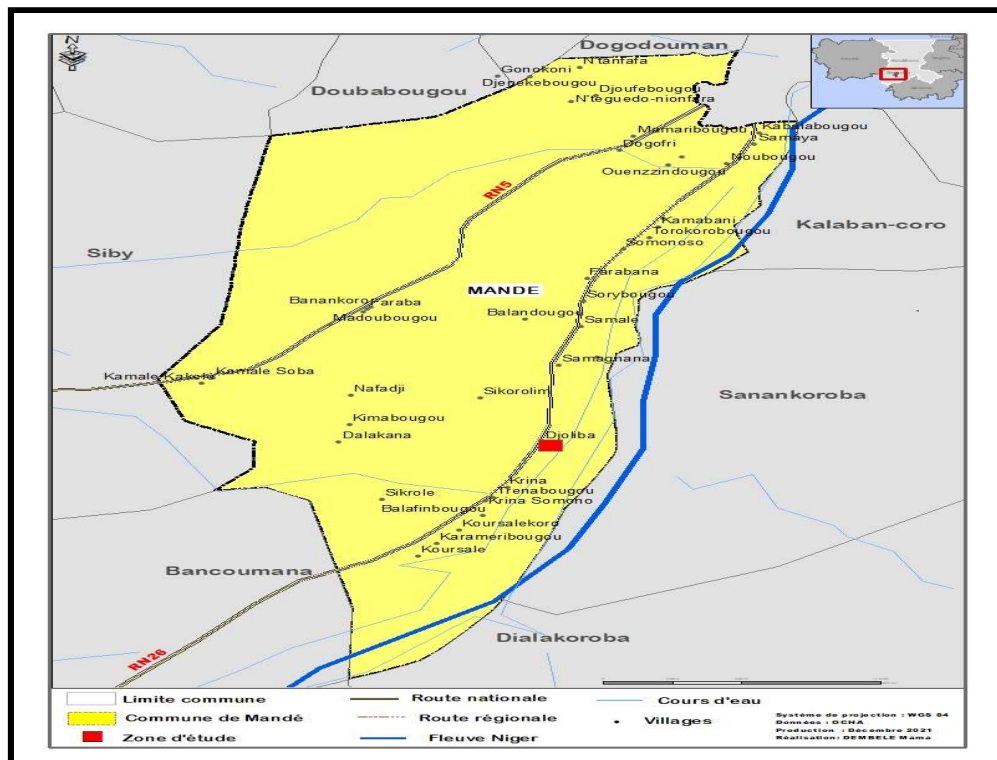 Dogodouman
N'tanfafa
Gonokoni
Djenekebougou
Doubabougou
Djoufebougou
N'teguedo-nionfara
Mamaribougou
Kabalabougou
Dogofri
Samaya
Noubougou
Ouenzzindougou
RN5
Kamabani
Torokorobougou
Kalaban-coro
Somonoso
Siby
Farabana
MANDE
Sorybougou
Banankoro
araba
Madoubougou
Balandougou
Samale
Samagnana
Kamale Soba
Kamale Kakele
Nafadji
Sikorolim
Sanankoroba
Kimabougou
Dalakana
Djoliba
Krina
Sikrole
Trenabougou
Krina Somono
Balafinbougou
Koursalekoro
Karameribougou
Koursale
Bancoumana
Dialakoroba
RN26
Limite commune
Route nationale
Cours d'eau
Commune de Mandé
Route régionale
Villages
Zone d'étude
Fleuve Niger
Système de projection : WGS 84
Données : OCHA
Production : Décembre 2021
Réalisation: DEMBELE Mama